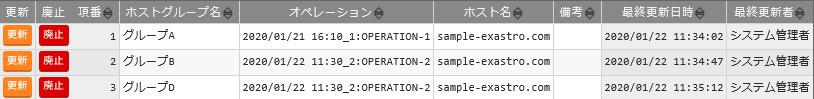 更新 廃止 項番 ホストグループ名 オペレーション ホスト名 備考 最終更新日時 最終更新者
更新 廃止 1 グループA 2020/01/21 16:10_1:OPERATION-1 sample-exastro.com 2020/01/22 11:34:02 システム管理者
更新 廃止 2 グループB 2020/01/22 11:30_2:OPERATION-2 sample-exastro.com 2020/01/22 11:34:47 システム管理者
更新 廃止 3 グループD 2020/01/22 11:30_2:OPERATION-2 sample-exastro.com 2020/01/22 11:35:12 システム管理者